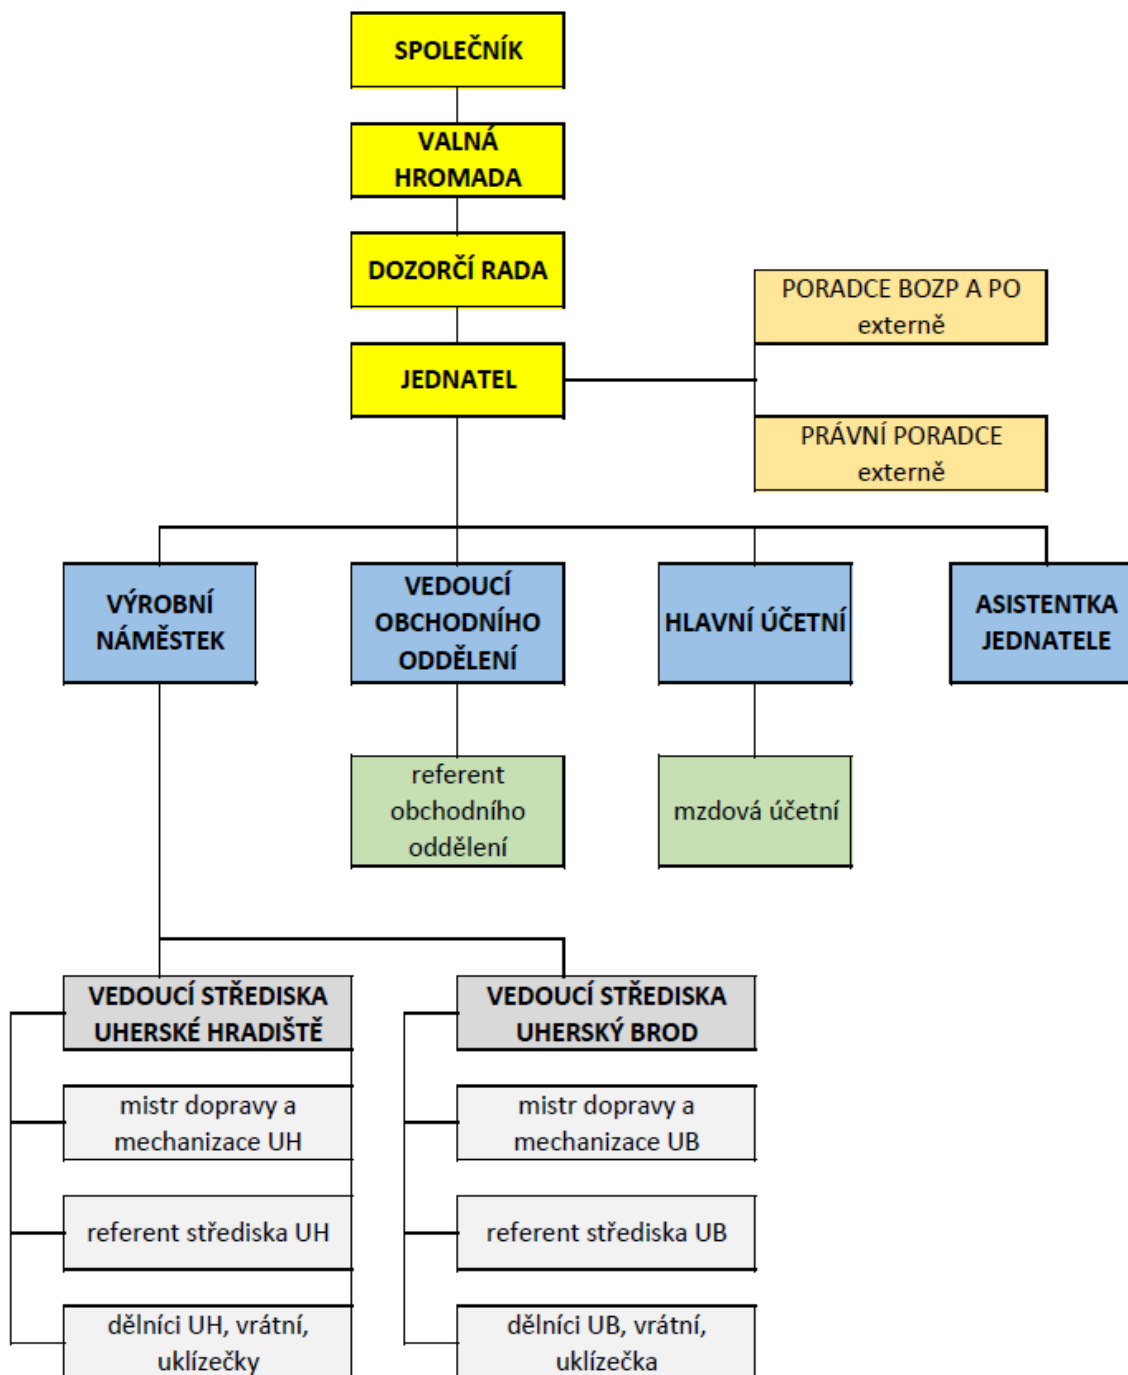 SPOLEČNÍK
VALNÁ
HROMADA
DOZORČÍ RADA
JEDNATEL
PORADCE BOZP A PO
externě
PRÁVNÍ PORADCE
externě
VÝROBNÍ
NÁMĚSTEK
VEDOUCÍ
OBCHODNÍHO
ODDĚLENÍ
HLAVNÍ ÚČETNÍ
ASISTENTKA
JEDNATELE
referent
obchodního
oddělení
mzdová účetní
VEDOUCÍ STŘEDISKA
UHERSKÉ HRADIŠTĚ
mistr dopravy a
mechanizace UH
referent střediska UH
dělníci UH, vrátní,
uklízečky
VEDOUCÍ STŘEDISKA
UHERSKÝ BROD
mistr dopravy a
mechanizace UB
referent střediska UB
dělníci UB, vrátní,
uklízečka